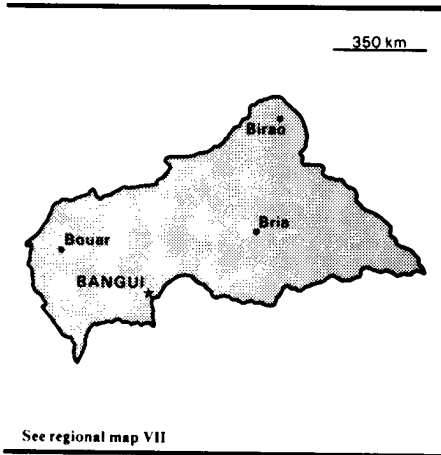 350 km
Birao
Bria
Bouar
BANGUI
See regional map VII